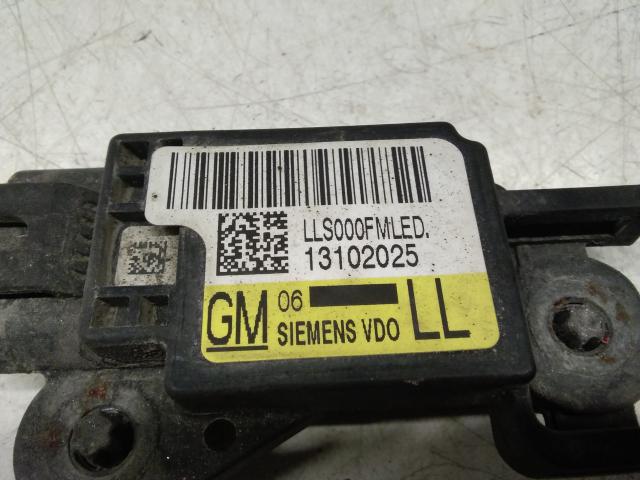 LLS000FMLED.
13102025
GM 06 LL
SIEMENS VDO